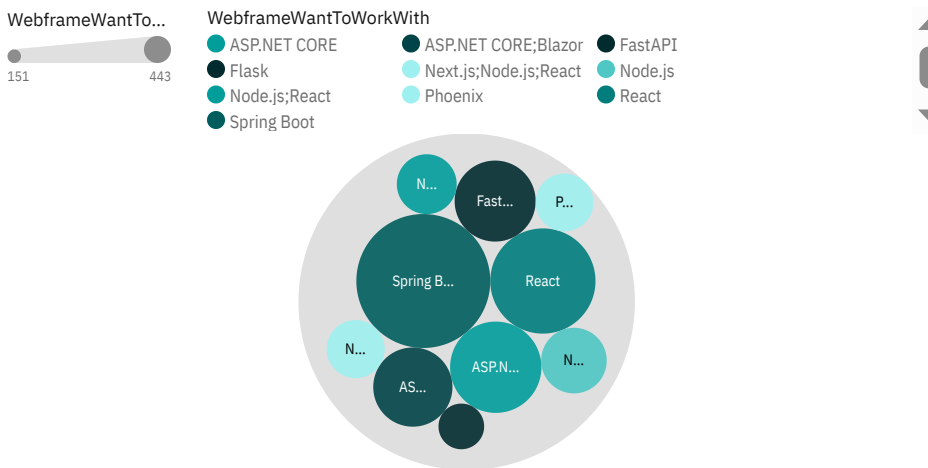 WebframeWantTo...
151 443
WebframeWantToWorkWith
ASP.NET CORE ASP.NET CORE;Blazor FastAPI
Flask Next.js;Node.js;React Node.js
Node.js;React Phoenix React
Spring Boot
N...
Fast...
P...
Spring B...
React
N...
ASP.N...
N...
AS...